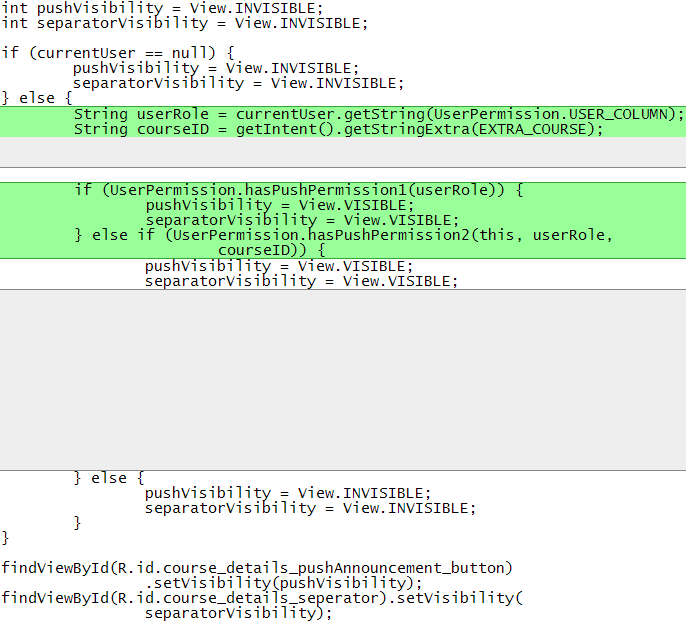 int pushVisibility = View.INVISIBLE;
int separatorVisibility = View.INVISIBLE;
if (currentUser == null) {
pushVisibility = View.INVISIBLE;
separatorVisibility = View.INVISIBLE;
} else {
String userRole = currentUser.getString(UserPermission.USER_COLUMN);
String courseID = getIntent().getStringExtra(EXTRA_COURSE);
if (UserPermission.hasPushPermission1(userRole)) {
pushVisibility = View.VISIBLE;
separatorVisibility = View.VISIBLE;
} else if (UserPermission.hasPushPermission2(this, userRole,
courseID)) {
pushVisibility = View.VISIBLE;
separatorVisibility = View.VISIBLE;
} else {
pushVisibility = View.INVISIBLE;
separatorVisibility = View.INVISIBLE;
}
}
findViewById(R.id.course_details_pushAnnouncement_button)
.setVisibility(pushVisibility);
findViewById(R.id.course_details_seperator).setVisibility(
separatorVisibility);